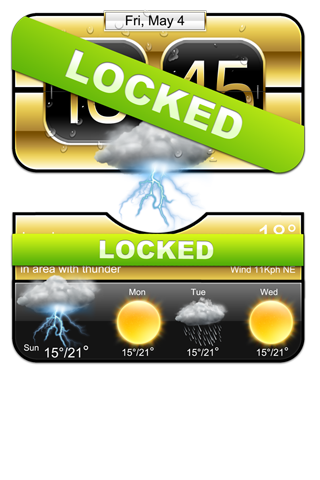 Fri, May 4
45
LOCKED
18°
LOCKED
in area with thunder
Wind 11Kph NE
Mon
Tue
Wed
Sun 15°/21°
15°/21°
15°/21°
15°/21°